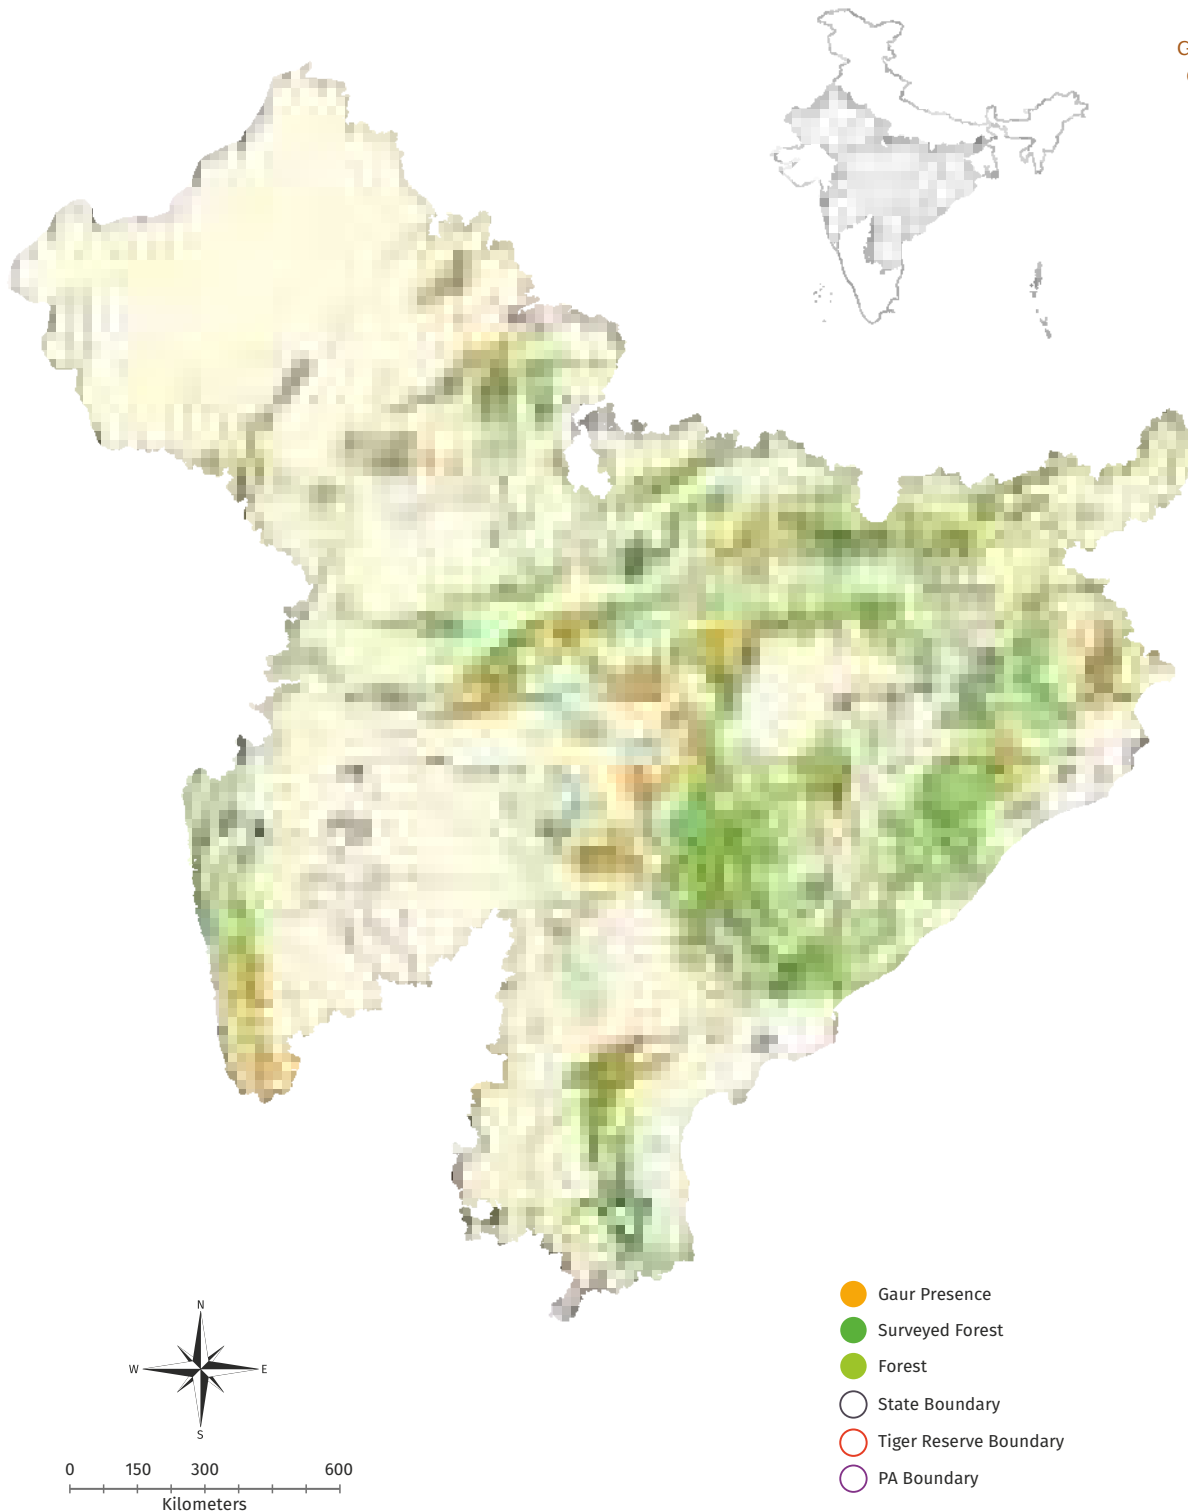 G
N
W E
S
0 150 300 600
Kilometers
Gaur Presence
Surveyed Forest
Forest
State Boundary
Tiger Reserve Boundary
PA Boundary